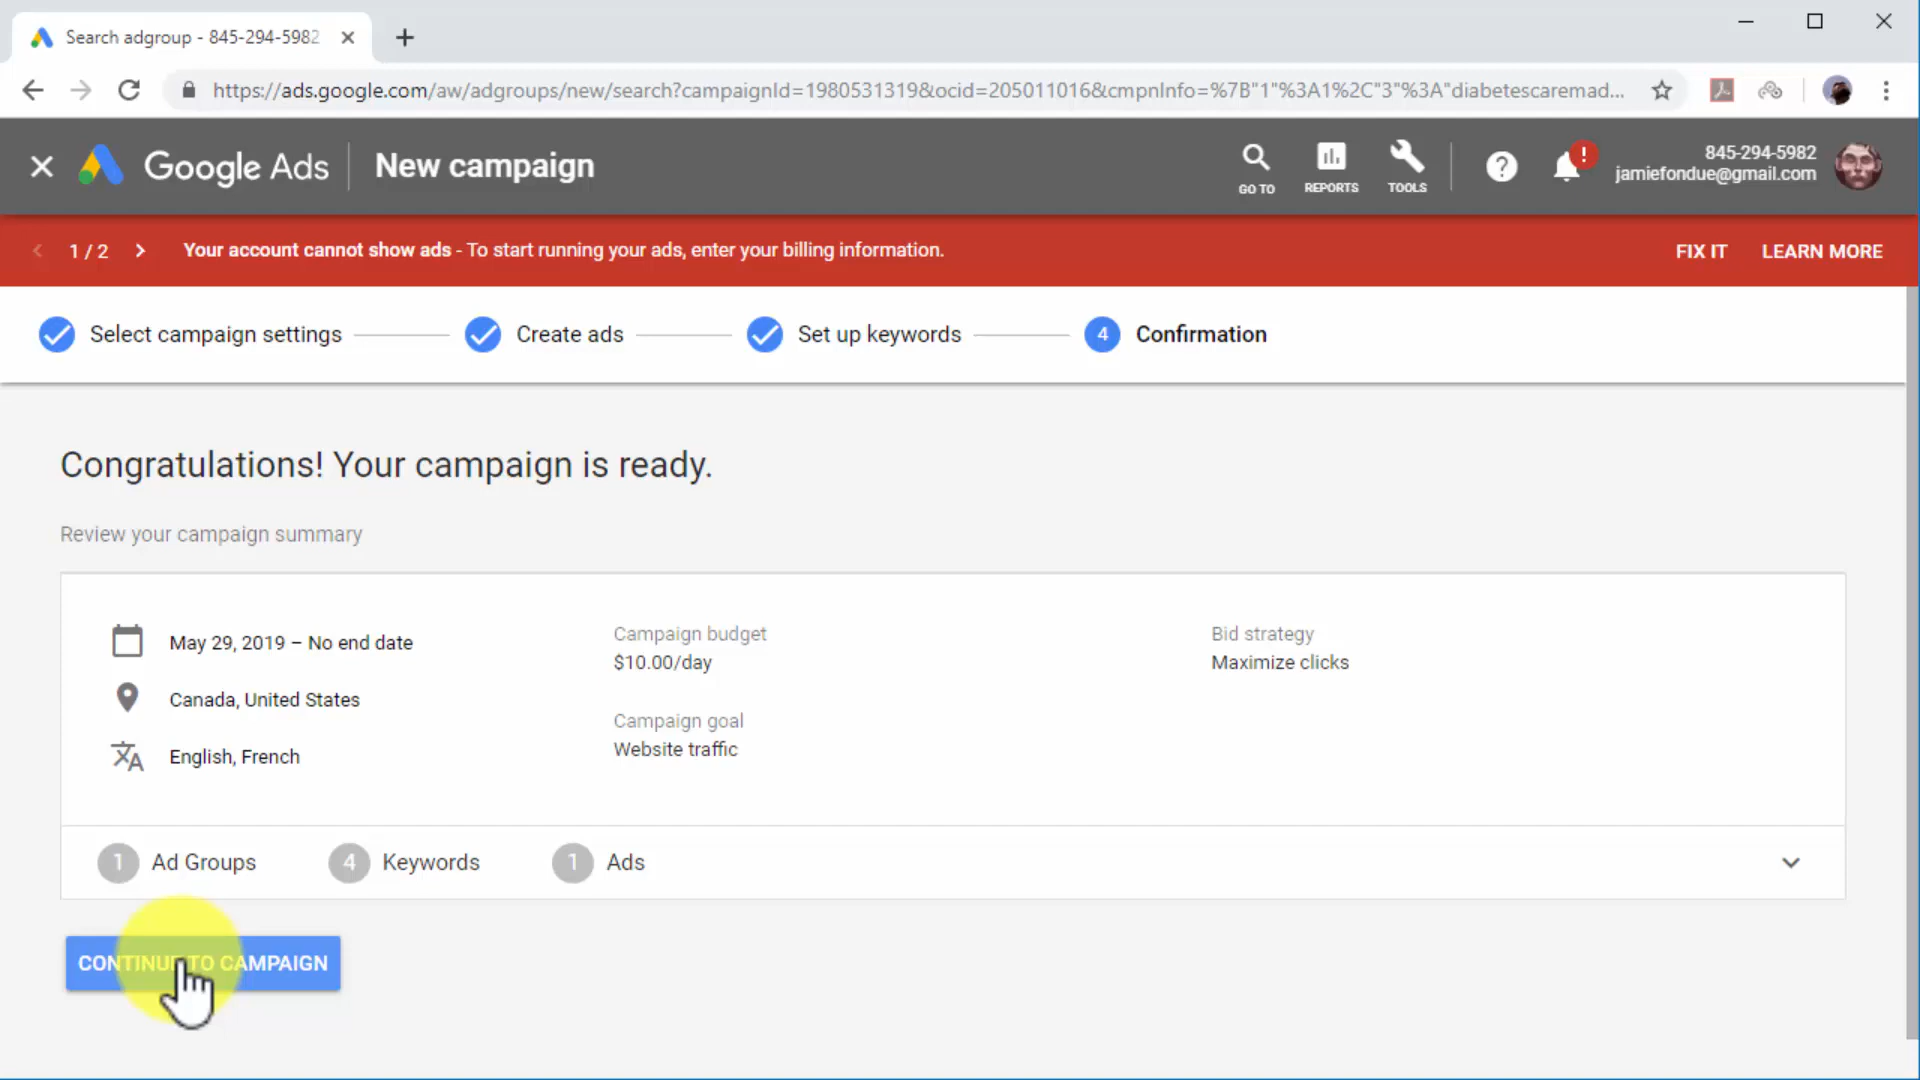 Search adgroup - 845-294-5982
https://ads.google.com/aw/adgroups/new/search?campaignId=1980531319&ocid=205011016&cmpnInfo=%7B"1"%3A1%2C"3"%3A"diabetescaremad...
Google Ads New campaign
GO TO REPORTS TOOLS ? !
845-294-5982
jamiefondue@gmail.com
1 / 2 Your account cannot show ads - To start running your ads, enter your billing information. FIX IT LEARN MORE
Select campaign settings Create ads Set up keywords 4 Confirmation
Congratulations! Your campaign is ready.
Review your campaign summary
May 29, 2019 – No end date
Canada, United States
English, French
Campaign budget
$10.00/day
Campaign goal
Website traffic
Bid strategy
Maximize clicks
1 Ad Groups 4 Keywords 1 Ads
CONTINUE TO CAMPAIGN